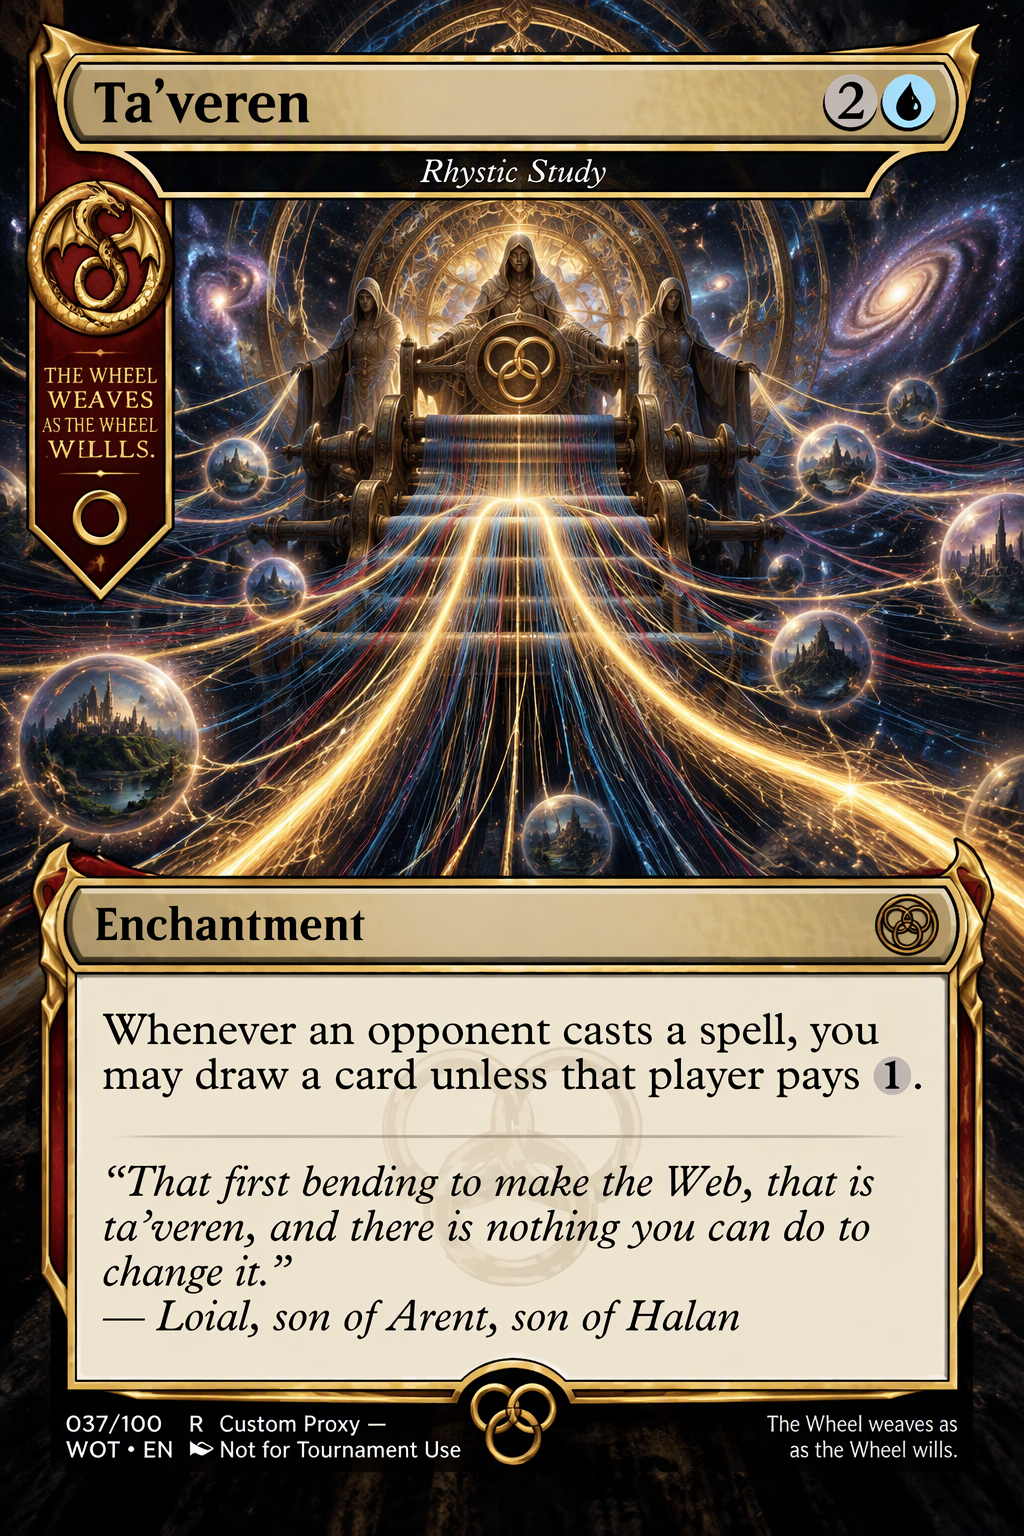 Ta’veren
2
Rhystic Study
THE WHEEL
WEAVES
AS THE WHEEL
WILLLS.
Enchantment
Whenever an opponent casts a spell, you
may draw a card unless that player pays 1.
“That first bending to make the Web, that is
ta’veren, and there is nothing you can do to
change it.”
— Loial, son of Arent, son of Halan
037/100 R Custom Proxy —
WOT • EN Not for Tournament Use
The Wheel weaves as
as the Wheel wills.